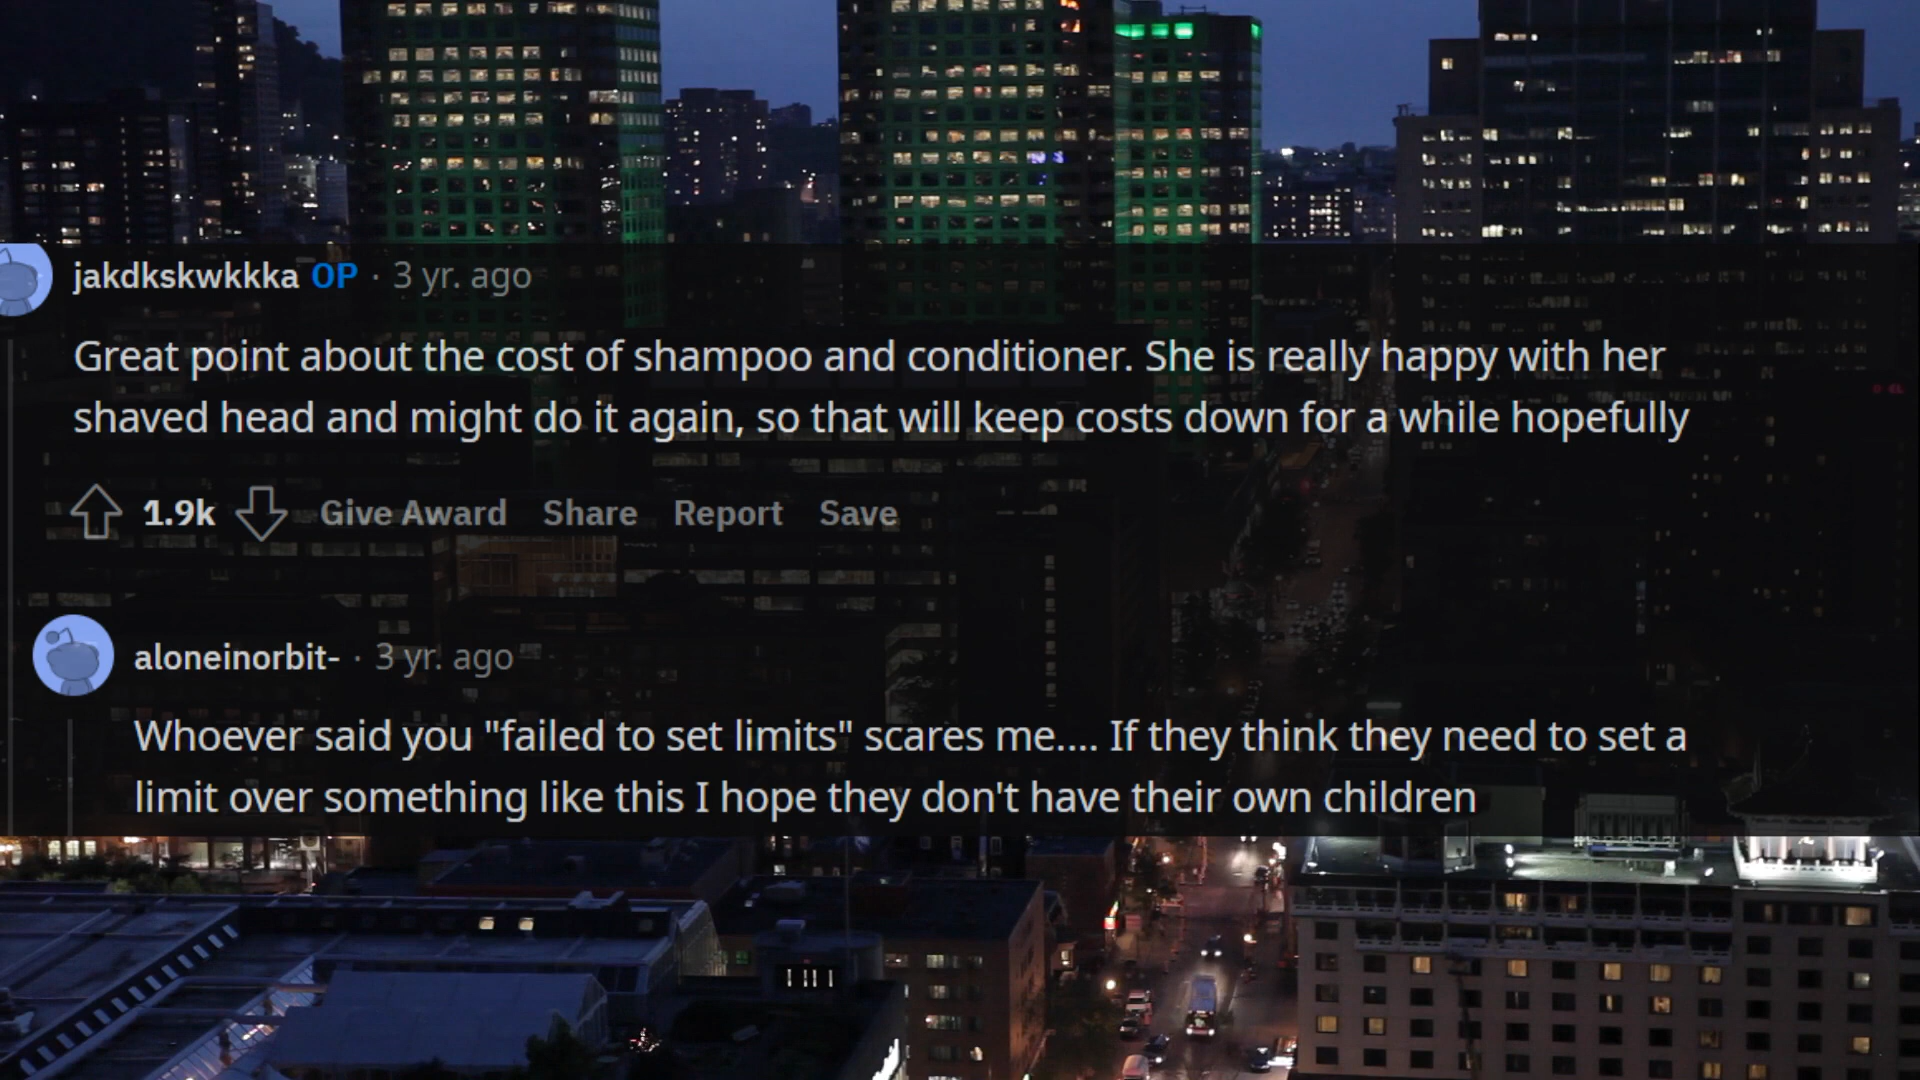 jakdkskwkkka OP · 3 yr. ago
Great point about the cost of shampoo and conditioner. She is really happy with her
shaved head and might do it again, so that will keep costs down for a while hopefully
1.9k Give Award Share Report Save
aloneinorbit- · 3 yr. ago
Whoever said you "failed to set limits" scares me.... If they think they need to set a
limit over something like this I hope they don't have their own children